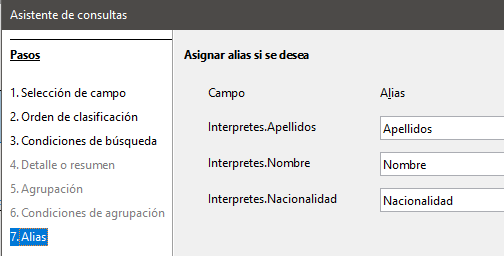 Asistente de consultas
Pasos
1. Selección de campo
2. Orden de clasificación
3. Condiciones de búsqueda
4. Detalle o resumen
5. Agrupación
6. Condiciones de agrupación
7. Alias
Asignar alias si se desea
Campo Alias
Interpretes.Apellidos Apellidos
Interpretes.Nombre Nombre
Interpretes.Nacionalidad Nacionalidad